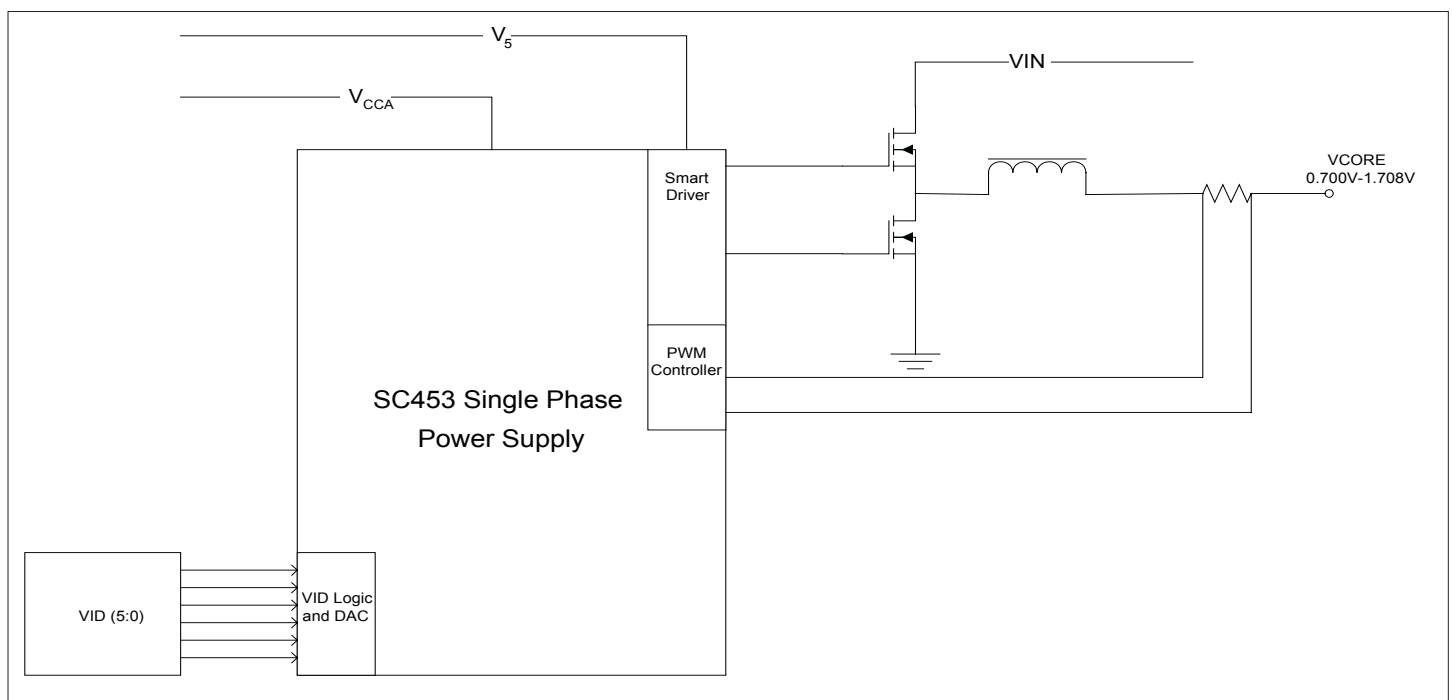 V5
VIN
VCCA
Smart
Driver
VCORE
0.700V-1.708V
PWM
Controller
SC453 Single Phase
Power Supply
VID (5:0)
VID Logic
and DAC